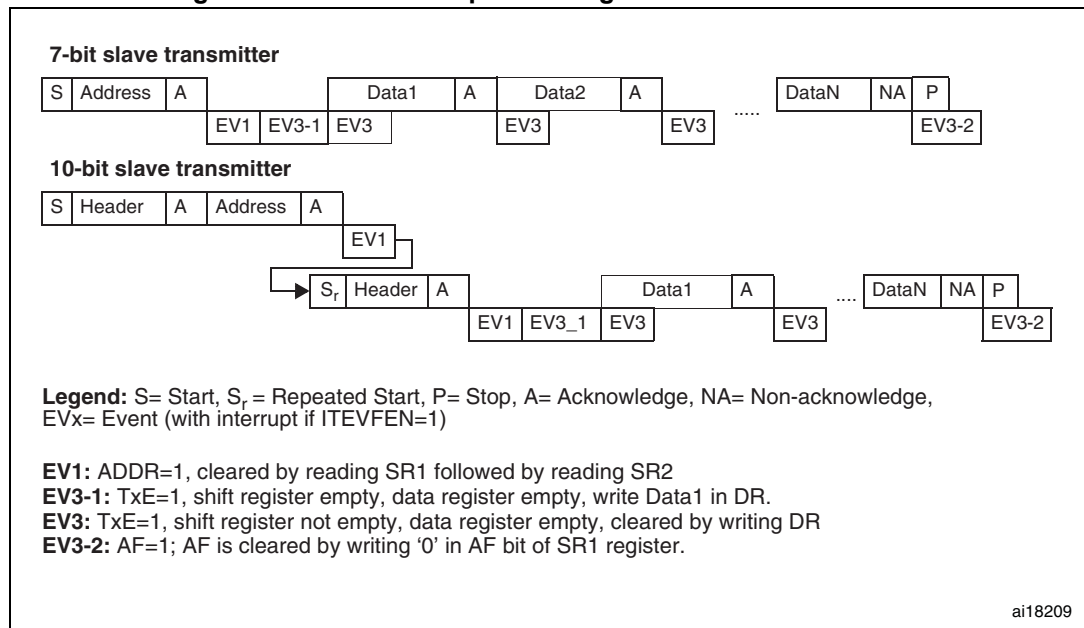 7-bit slave transmitter
S Address A Data1 A Data2 A ..... DataN NA P
EV1 EV3-1 EV3 EV3 EV3 EV3-2
10-bit slave transmitter
S Header A Address A
EV1
Sr Header A Data1 A .... DataN NA P
EV1 EV3_1 EV3 EV3 EV3-2
Legend: S= Start, Sr = Repeated Start, P= Stop, A= Acknowledge, NA= Non-acknowledge,
EVx= Event (with interrupt if ITEVFEN=1)
EV1: ADDR=1, cleared by reading SR1 followed by reading SR2
EV3-1: TxE=1, shift register empty, data register empty, write Data1 in DR.
EV3: TxE=1, shift register not empty, data register empty, cleared by writing DR
EV3-2: AF=1; AF is cleared by writing ‘0’ in AF bit of SR1 register.
ai18209